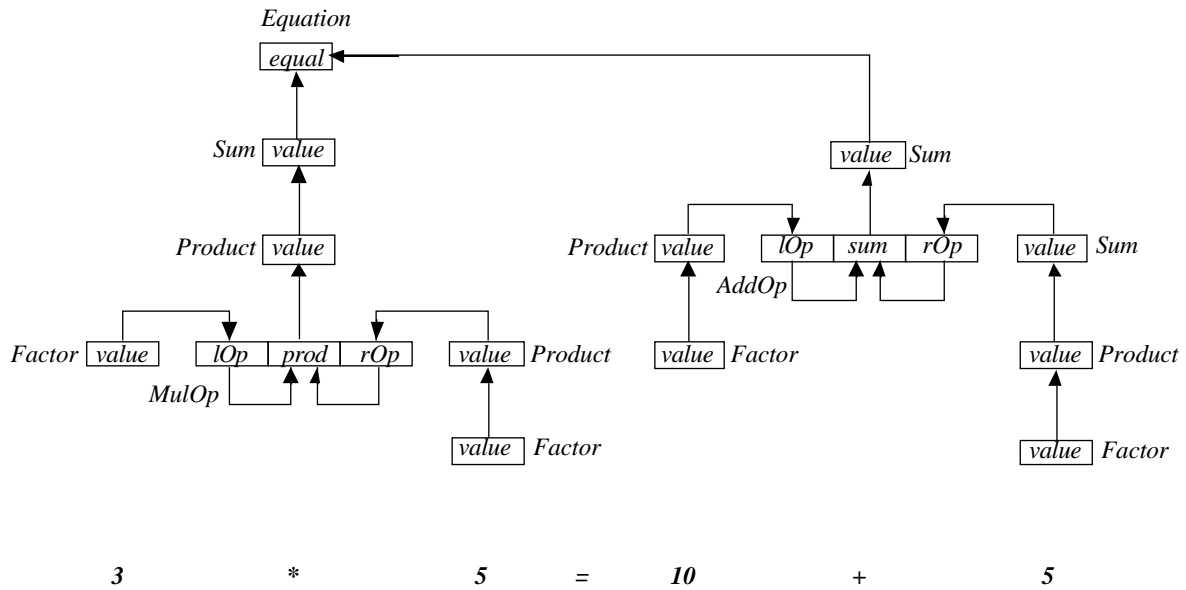 Equation
equal
Sum value
value Sum
Product value
Product value
lOp sum rOp
value Sum
AddOp
Factor value
lOp prod rOp
value Product
value Factor
value Product
MulOp
value Factor
value Factor
3 * 5 = 10 + 5